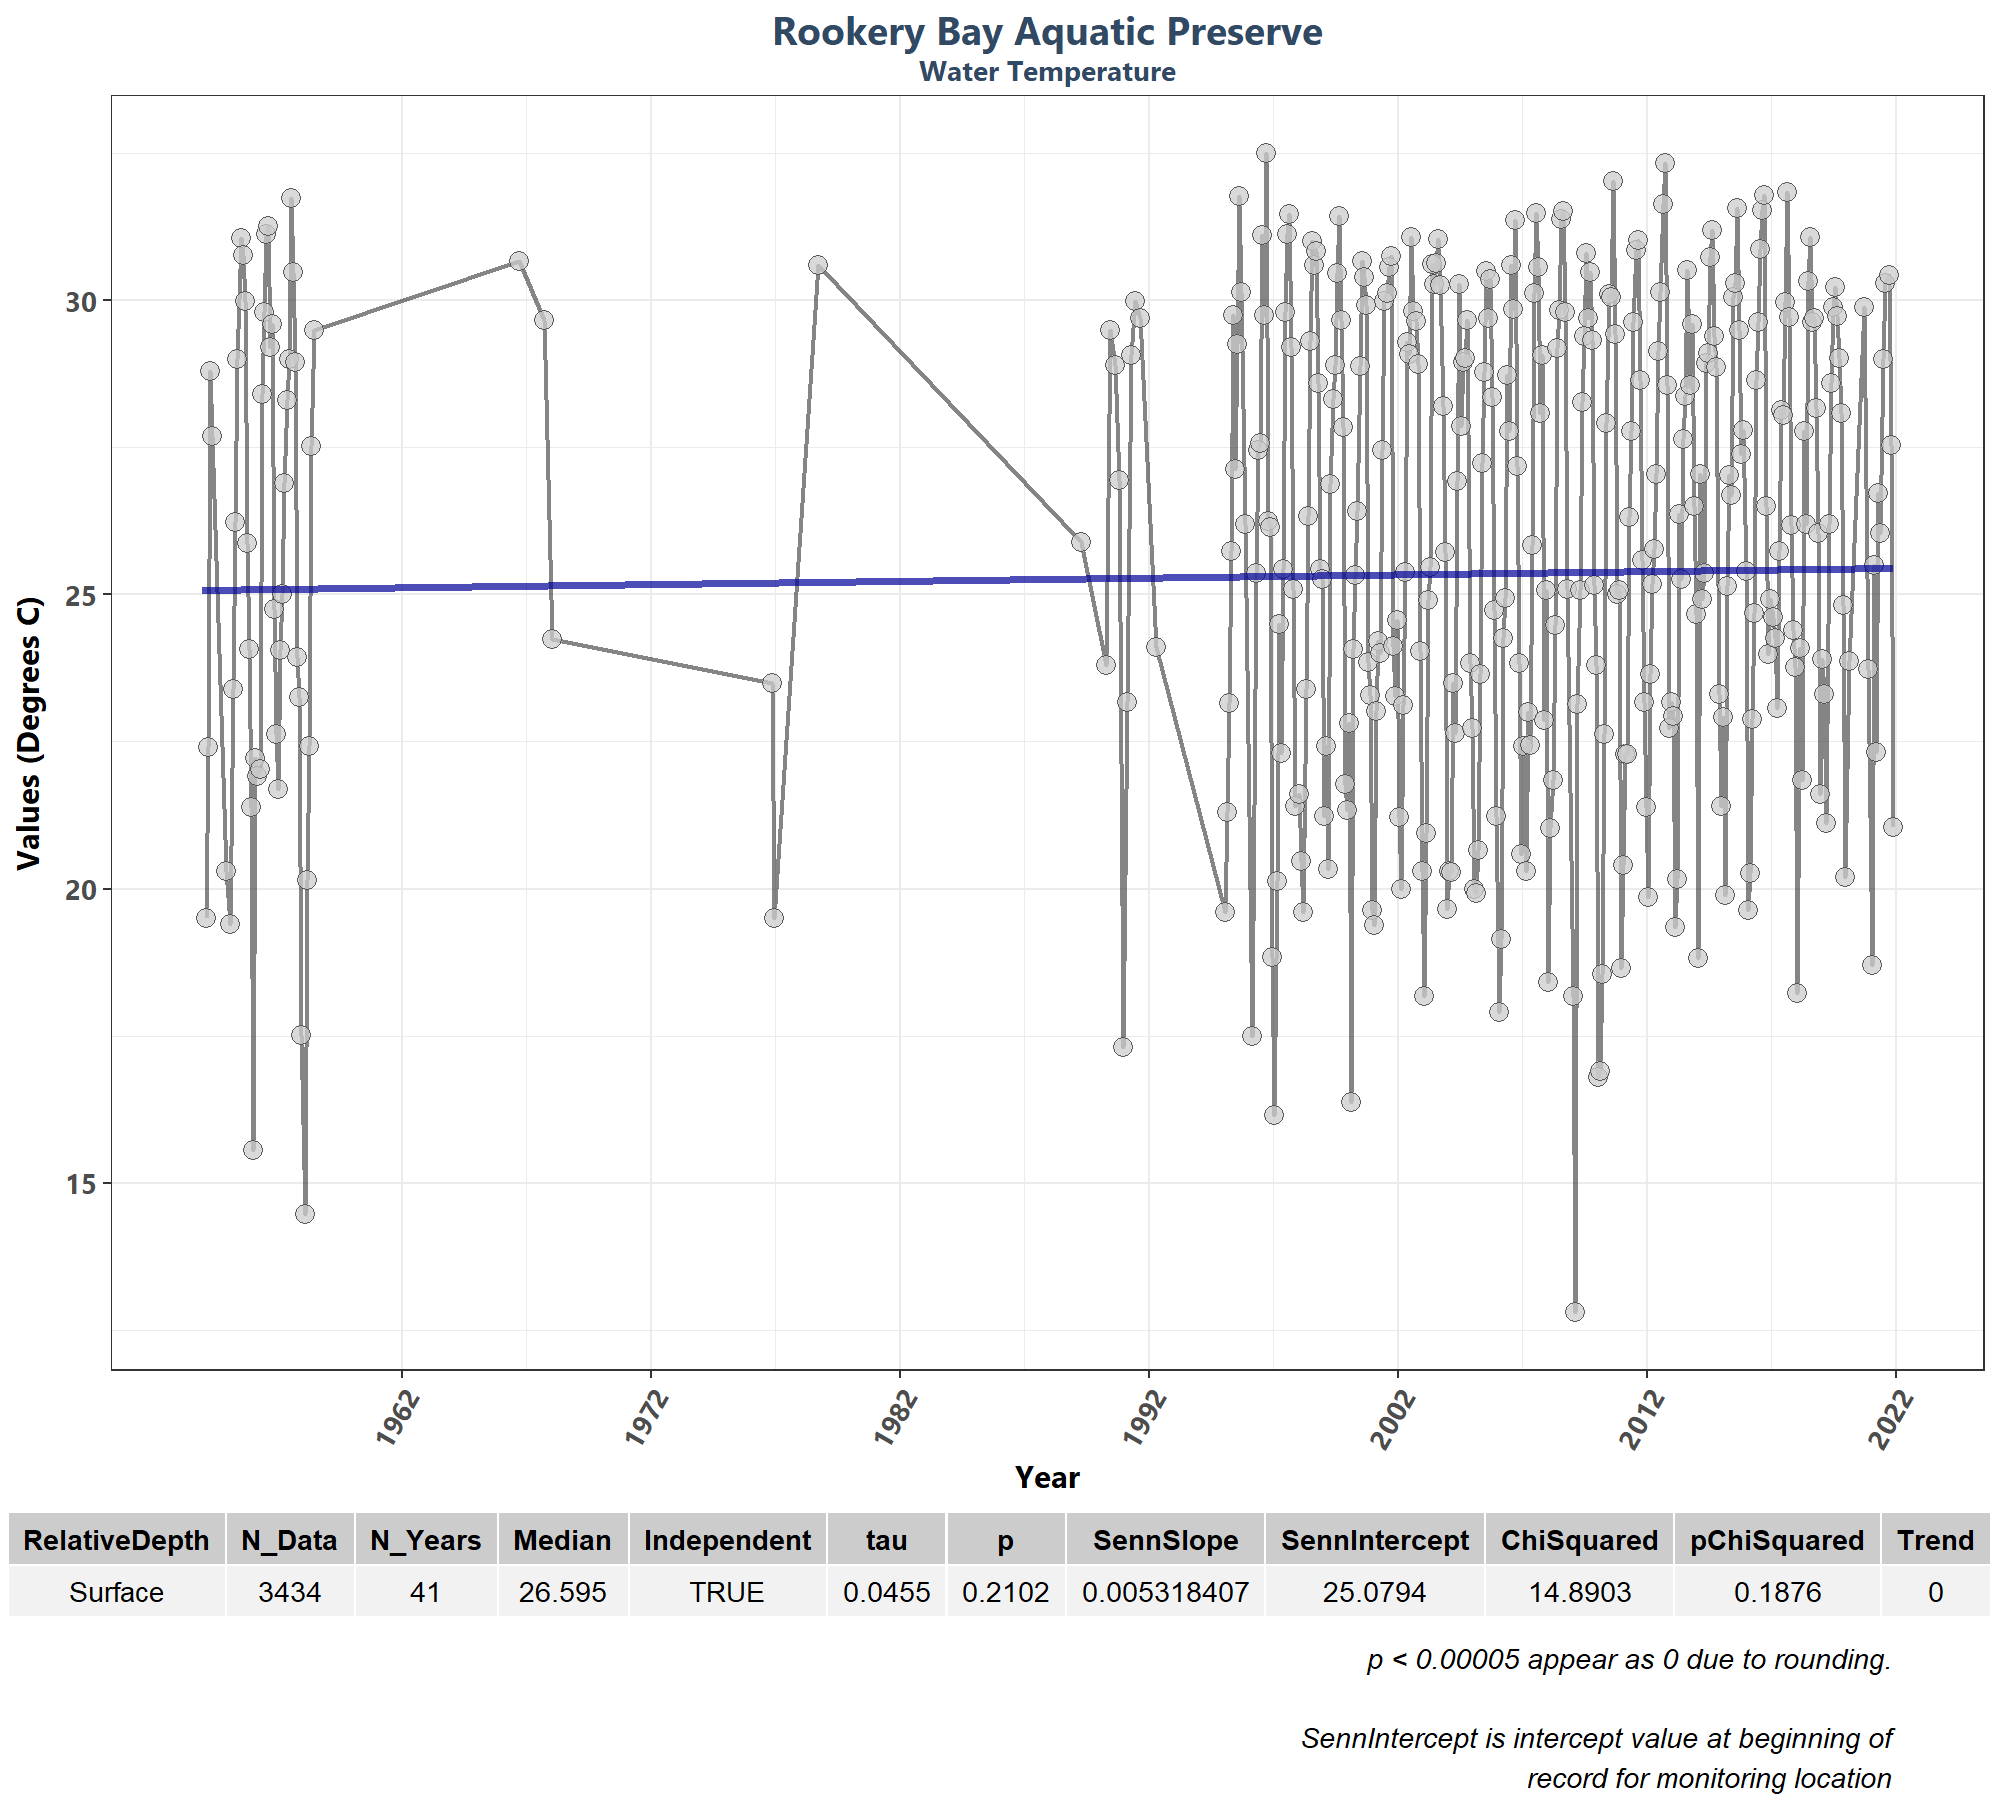 Rookery Bay Aquatic Preserve
Water Temperature
Values (Degrees C)
30
25
20
15
1962 1972 1982 1992 2002 2012 2022
Year
RelativeDepth N_Data N_Years Median Independent tau p SennSlope SennIntercept ChiSquared pChiSquared Trend
Surface 3434 41 26.595 TRUE 0.0455 0.2102 0.005318407 25.0794 14.8903 0.1876 0
p < 0.00005 appear as 0 due to rounding.
SennIntercept is intercept value at beginning of
record for monitoring location